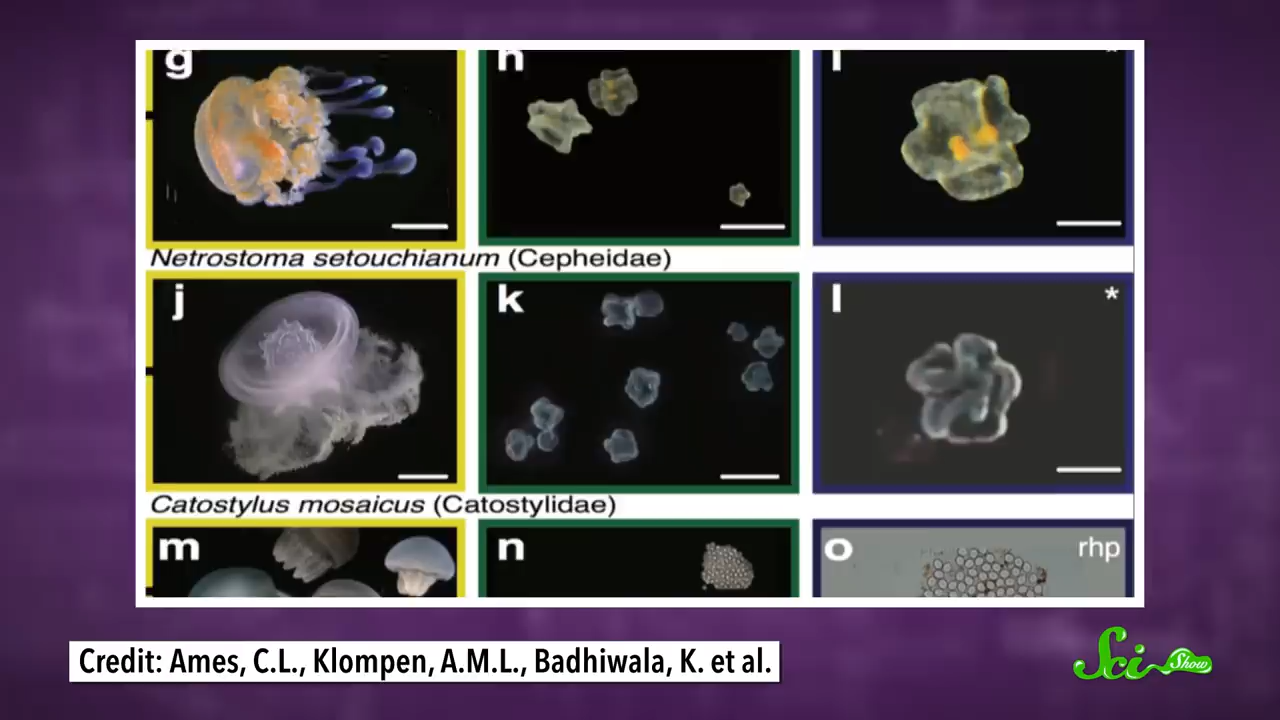 g h i *
Netrostoma setouchianum (Cepheidae)
j k l *
Catostylus mosaicus (Catostylidae)
m n o rhp
Credit: Ames, C.L., Klompen, A.M.L., Badhiwala, K. et al.
SciShow